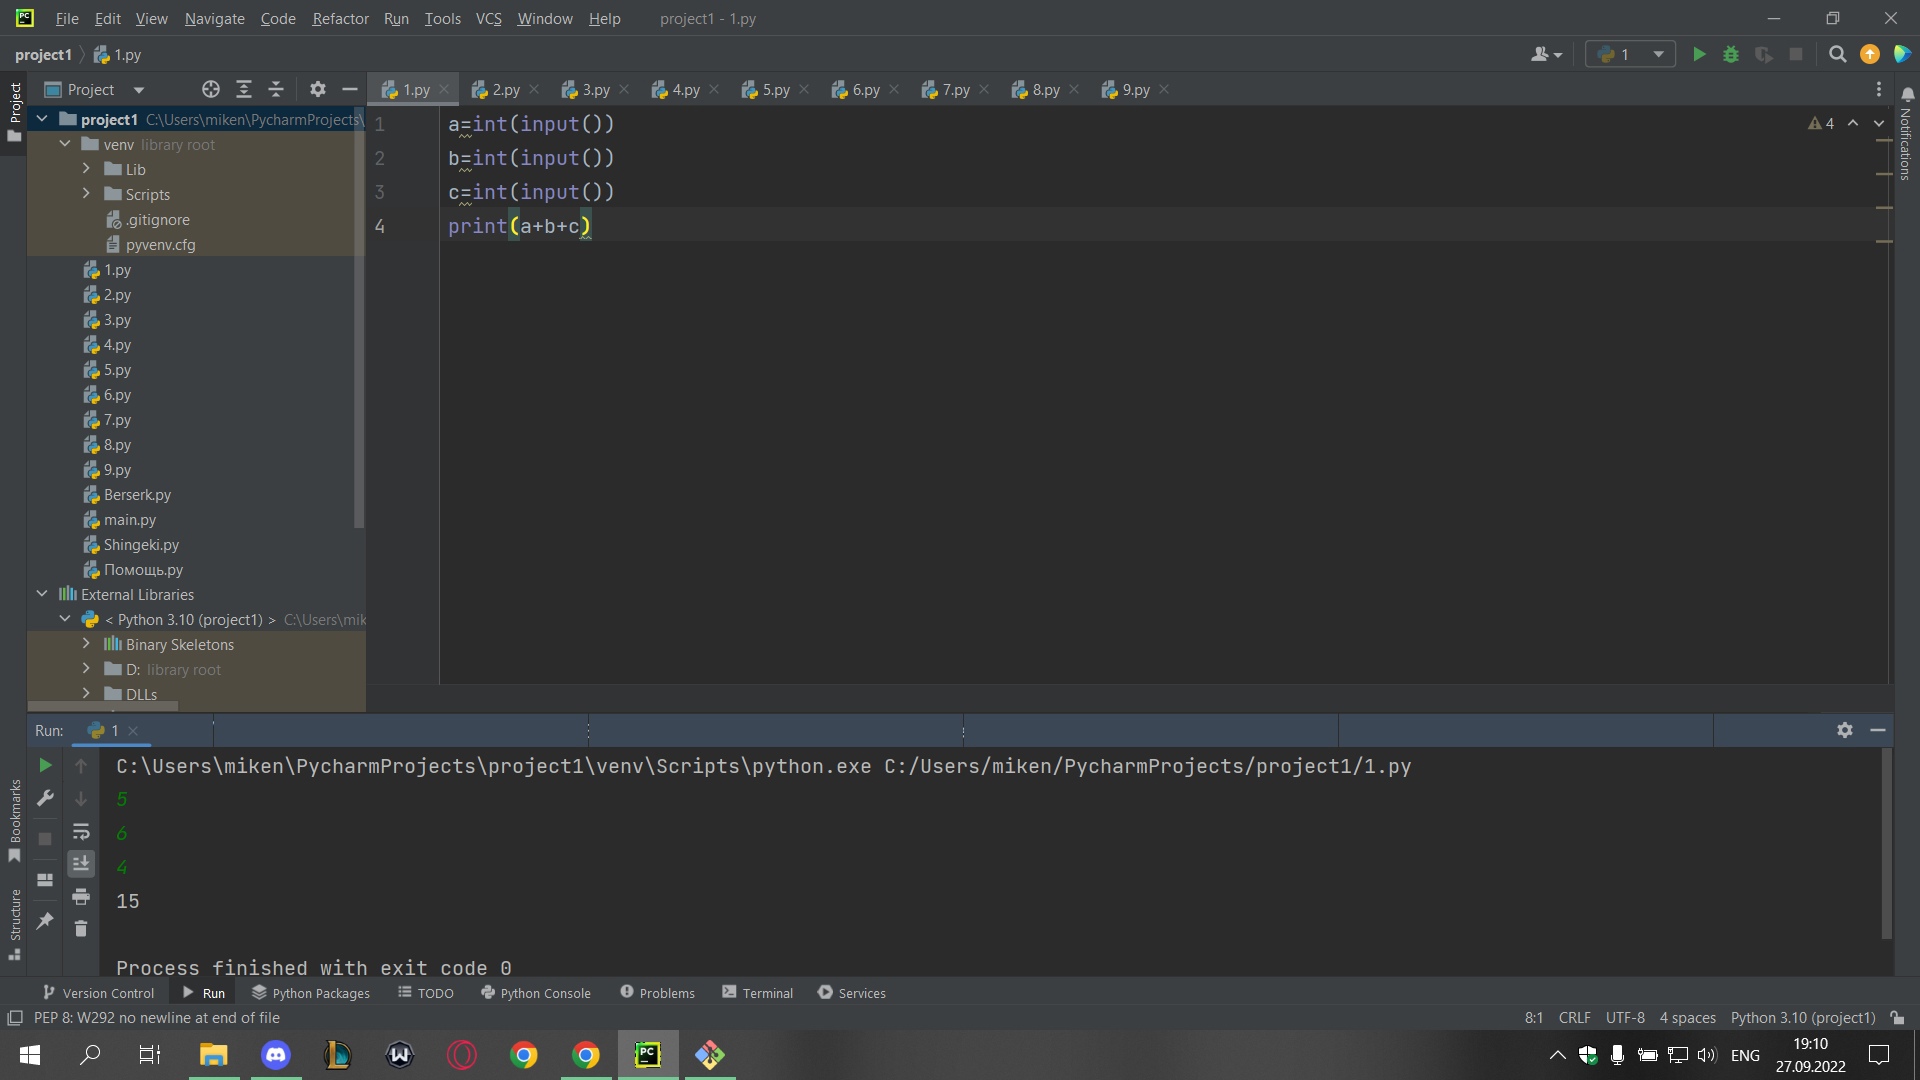 File Edit View Navigate Code Refactor Run Tools VCS Window Help project1 - 1.py
project1 1.py 1
Project
Project
1.py 2.py 3.py 4.py 5.py 6.py 7.py 8.py 9.py
Notifications
project1 C:\Users\miken\PycharmProjects\
venv library root
Lib
Scripts
.gitignore
pyvenv.cfg
1.py
2.py
3.py
4.py
5.py
6.py
7.py
8.py
9.py
Berserk.py
main.py
Shingeki.py
Помощь.py
External Libraries
< Python 3.10 (project1) > C:\Users\mik
Binary Skeletons
D: library root
DLLs
1 a=int(input())
2 b=int(input())
3 c=int(input())
4 print(a+b+c)
4
Run: 1
C:\Users\miken\PycharmProjects\project1\venv\Scripts\python.exe C:/Users/miken/PycharmProjects/project1/1.py
5
6
4
15
Process finished with exit code 0
Bookmarks
Structure
Version Control Run Python Packages TODO Python Console Problems Terminal Services
PEP 8: W292 no newline at end of file 8:1 CRLF UTF-8 4 spaces Python 3.10 (project1)
PC
ENG
19:10
27.09.2022